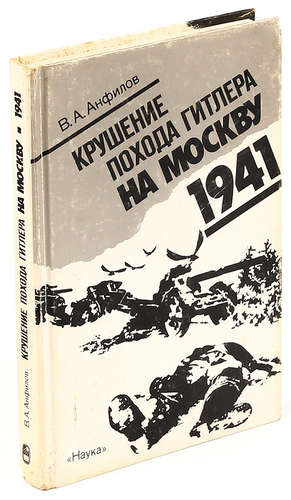 В. А. Анфилов
КРУШЕНИЕ
ПОХОДА ГИТЛЕРА
НА МОСКВУ
1941
«Наука»
В. А. Анфилов КРУШЕНИЕ ПОХОДА ГИТЛЕРА НА МОСКВУ ▪ 1941